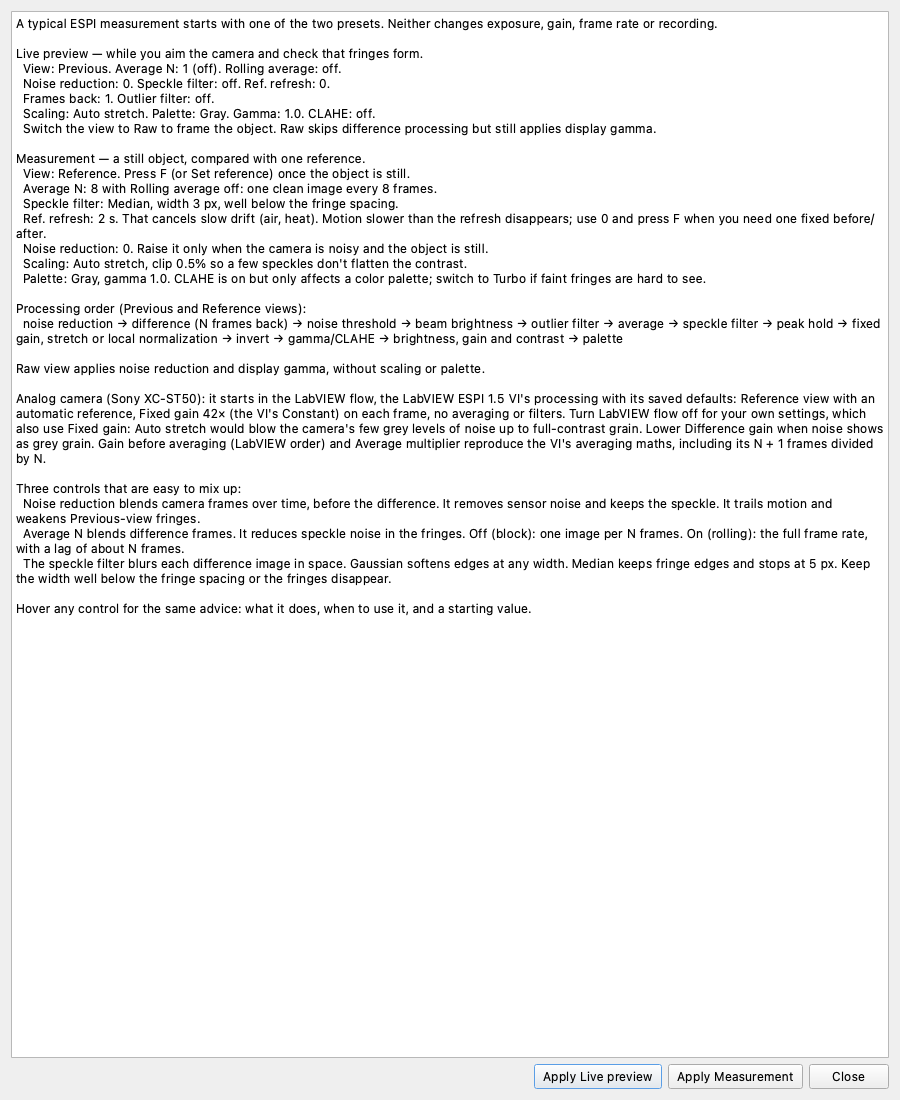 A typical ESPI measurement starts with one of the two presets. Neither changes exposure, gain, frame rate or recording.
Live preview — while you aim the camera and check that fringes form.
View: Previous. Average N: 1 (off). Rolling average: off.
Noise reduction: 0. Speckle filter: off. Ref. refresh: 0.
Frames back: 1. Outlier filter: off.
Scaling: Auto stretch. Palette: Gray. Gamma: 1.0. CLAHE: off.
Switch the view to Raw to frame the object. Raw skips difference processing but still applies display gamma.
Measurement — a still object, compared with one reference.
View: Reference. Press F (or Set reference) once the object is still.
Average N: 8 with Rolling average off: one clean image every 8 frames.
Speckle filter: Median, width 3 px, well below the fringe spacing.
Ref. refresh: 2 s. That cancels slow drift (air, heat). Motion slower than the refresh disappears; use 0 and press F when you need one fixed before/
after.
Noise reduction: 0. Raise it only when the camera is noisy and the object is still.
Scaling: Auto stretch, clip 0.5% so a few speckles don't flatten the contrast.
Palette: Gray, gamma 1.0. CLAHE is on but only affects a color palette; switch to Turbo if faint fringes are hard to see.
Processing order (Previous and Reference views):
noise reduction → difference (N frames back) → noise threshold → beam brightness → outlier filter → average → speckle filter → peak hold → fixed
gain, stretch or local normalization → invert → gamma/CLAHE → brightness, gain and contrast → palette
Raw view applies noise reduction and display gamma, without scaling or palette.
Analog camera (Sony XC-ST50): it starts in the LabVIEW flow, the LabVIEW ESPI 1.5 VI's processing with its saved defaults: Reference view with an
automatic reference, Fixed gain 42× (the VI's Constant) on each frame, no averaging or filters. Turn LabVIEW flow off for your own settings, which
also use Fixed gain: Auto stretch would blow the camera's few grey levels of noise up to full-contrast grain. Lower Difference gain when noise shows
as grey grain. Gain before averaging (LabVIEW order) and Average multiplier reproduce the VI's averaging maths, including its N + 1 frames divided
by N.
Three controls that are easy to mix up:
Noise reduction blends camera frames over time, before the difference. It removes sensor noise and keeps the speckle. It trails motion and
weakens Previous-view fringes.
Average N blends difference frames. It reduces speckle noise in the fringes. Off (block): one image per N frames. On (rolling): the full frame rate,
with a lag of about N frames.
The speckle filter blurs each difference image in space. Gaussian softens edges at any width. Median keeps fringe edges and stops at 5 px. Keep
the width well below the fringe spacing or the fringes disappear.
Hover any control for the same advice: what it does, when to use it, and a starting value.
Apply Live preview
Apply Measurement
Close